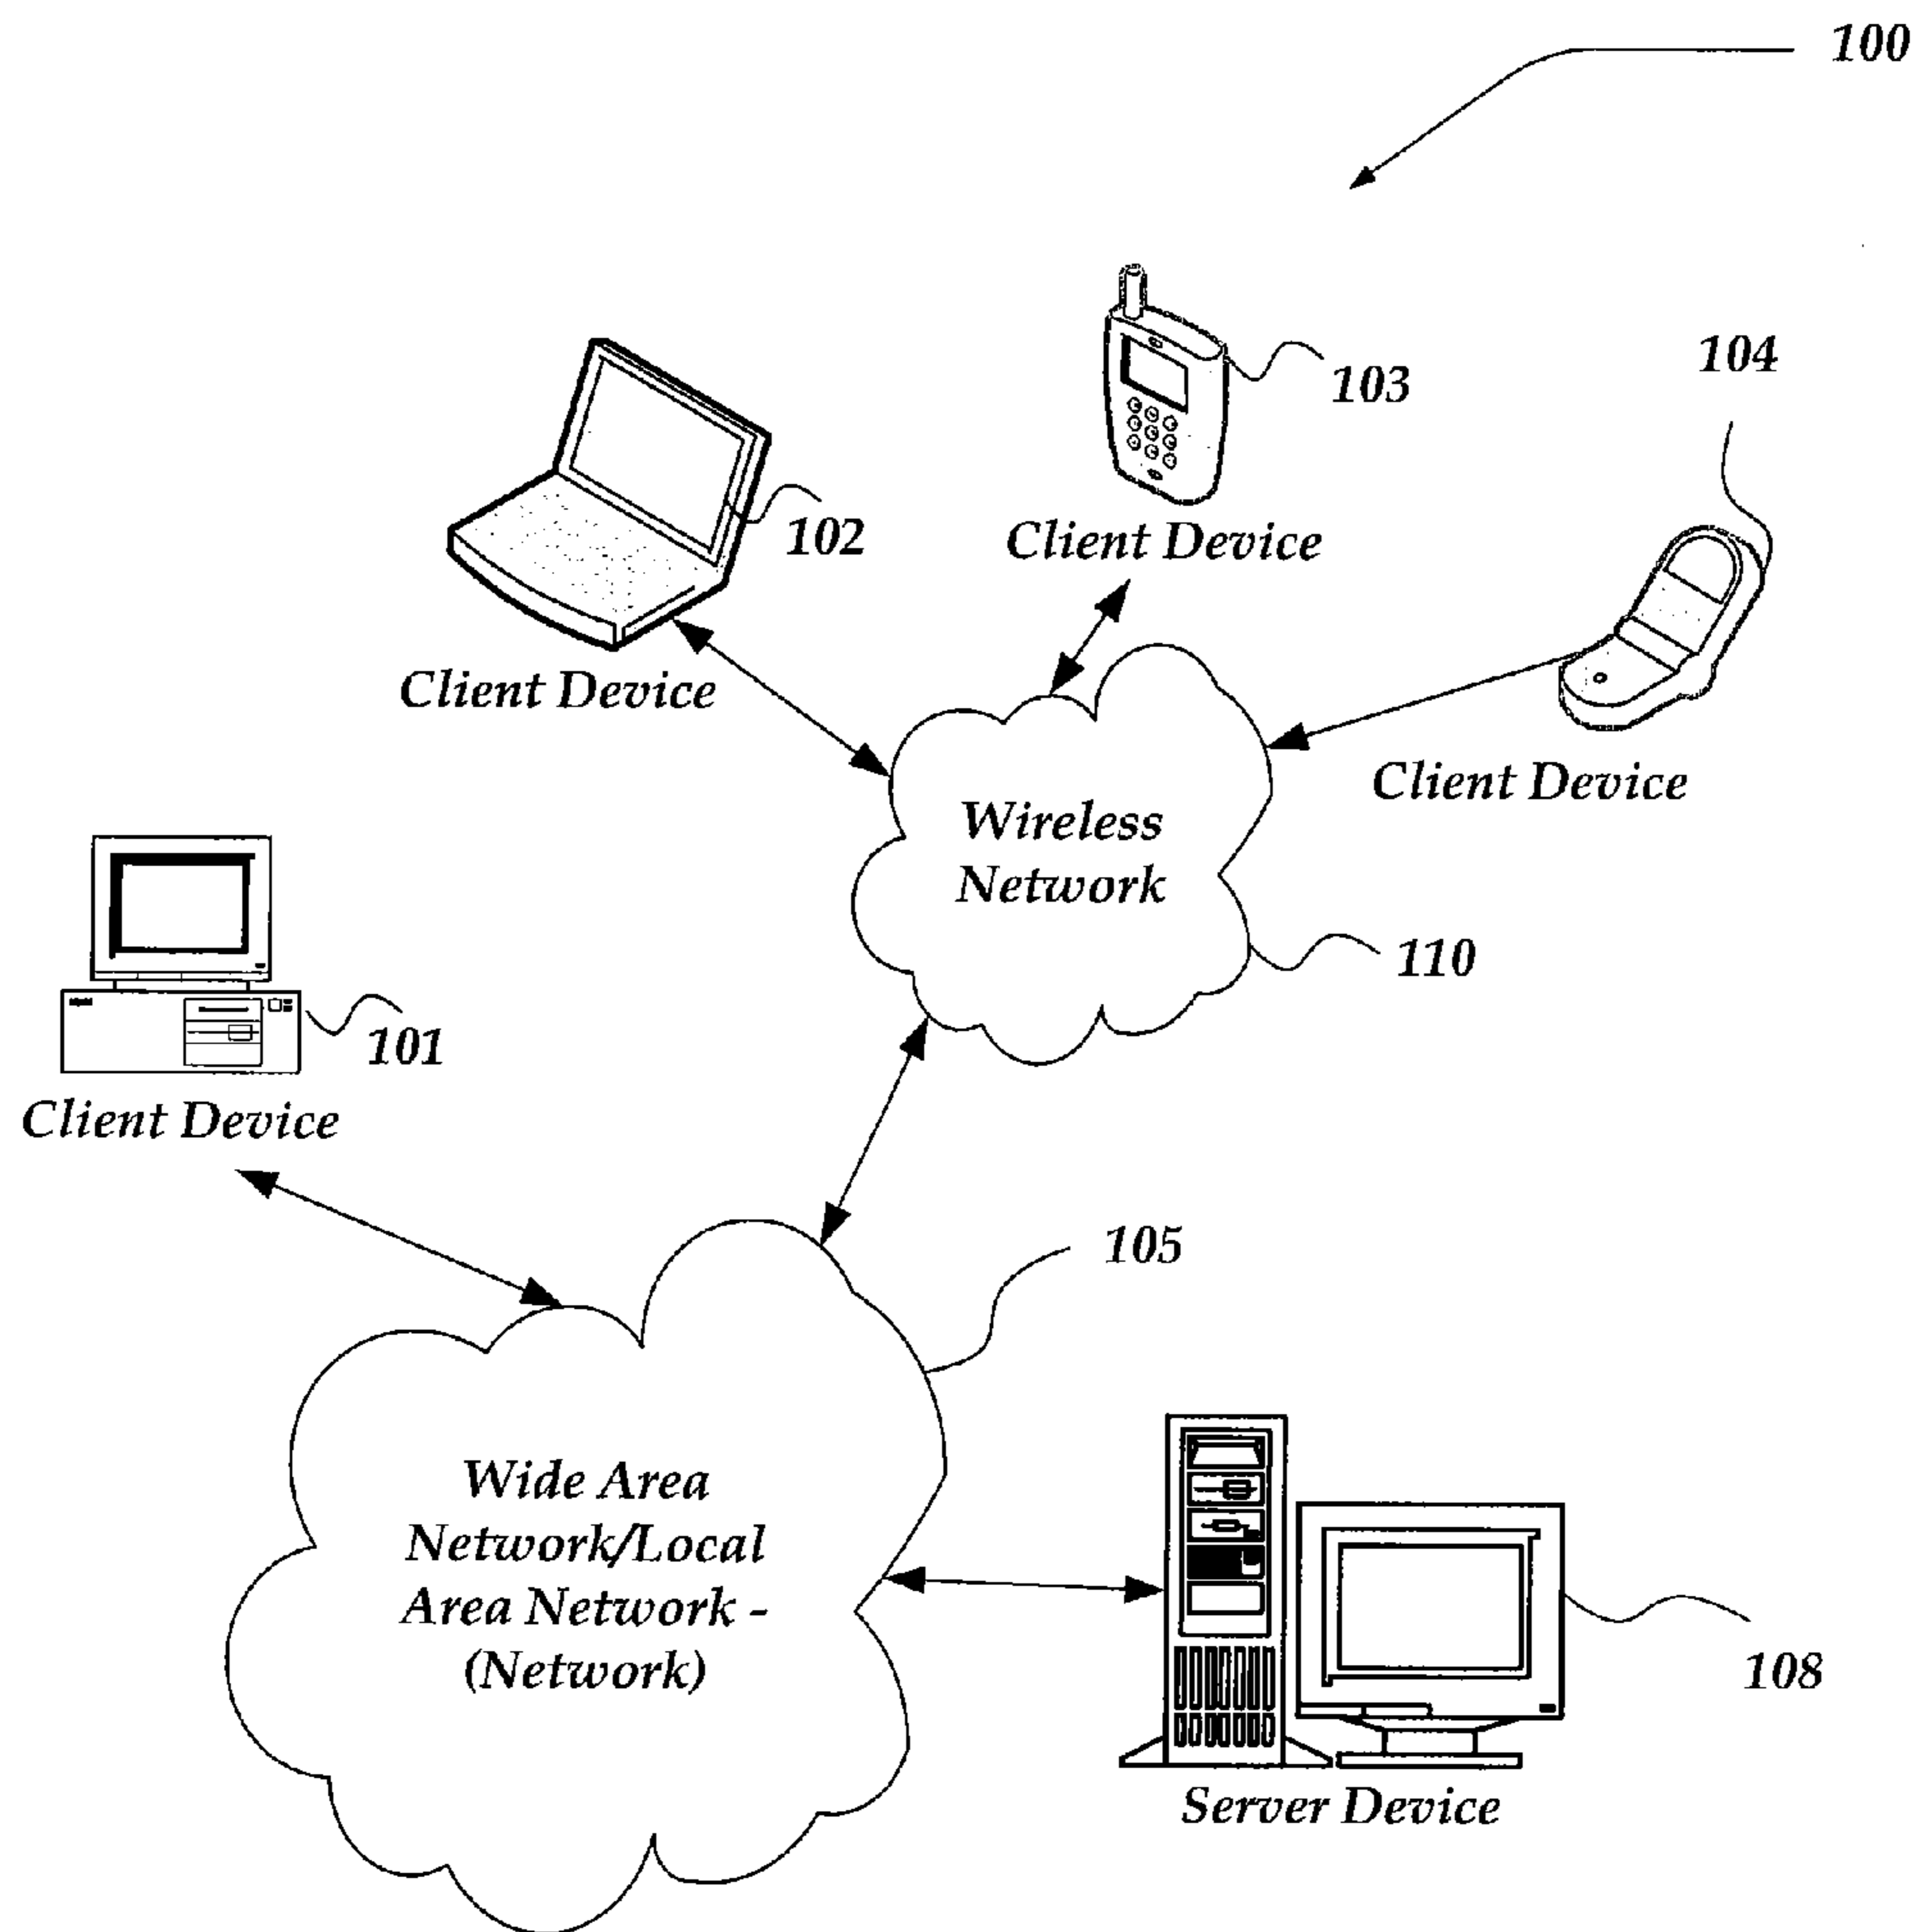 100
103
104
102
Client Device
Client Device
Client Device
Wireless
Network
110
101
Client Device
105
Wide Area
Network/Local
Area Network -
(Network)
108
Server Device